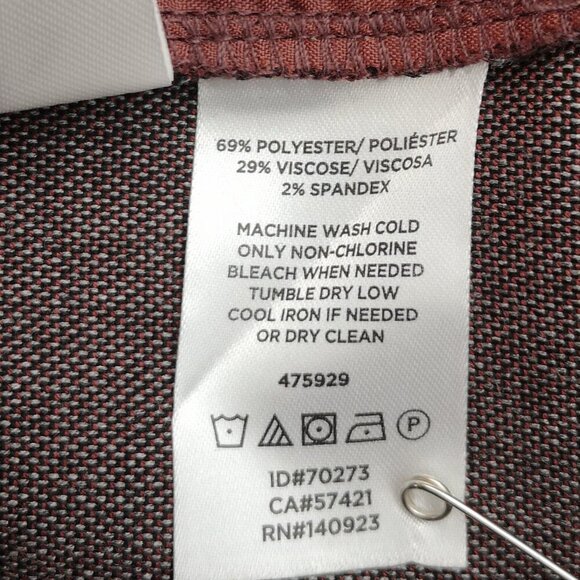 69% POLYESTER/ POLIÉSTER
29% VISCOSE/ VISCOSA
2% SPANDEX
MACHINE WASH COLD
ONLY NON-CHLORINE
BLEACH WHEN NEEDED
TUMBLE DRY LOW
COOL IRON IF NEEDED
OR DRY CLEAN
475929
P
ID#70273
CA#57421
RN#140923